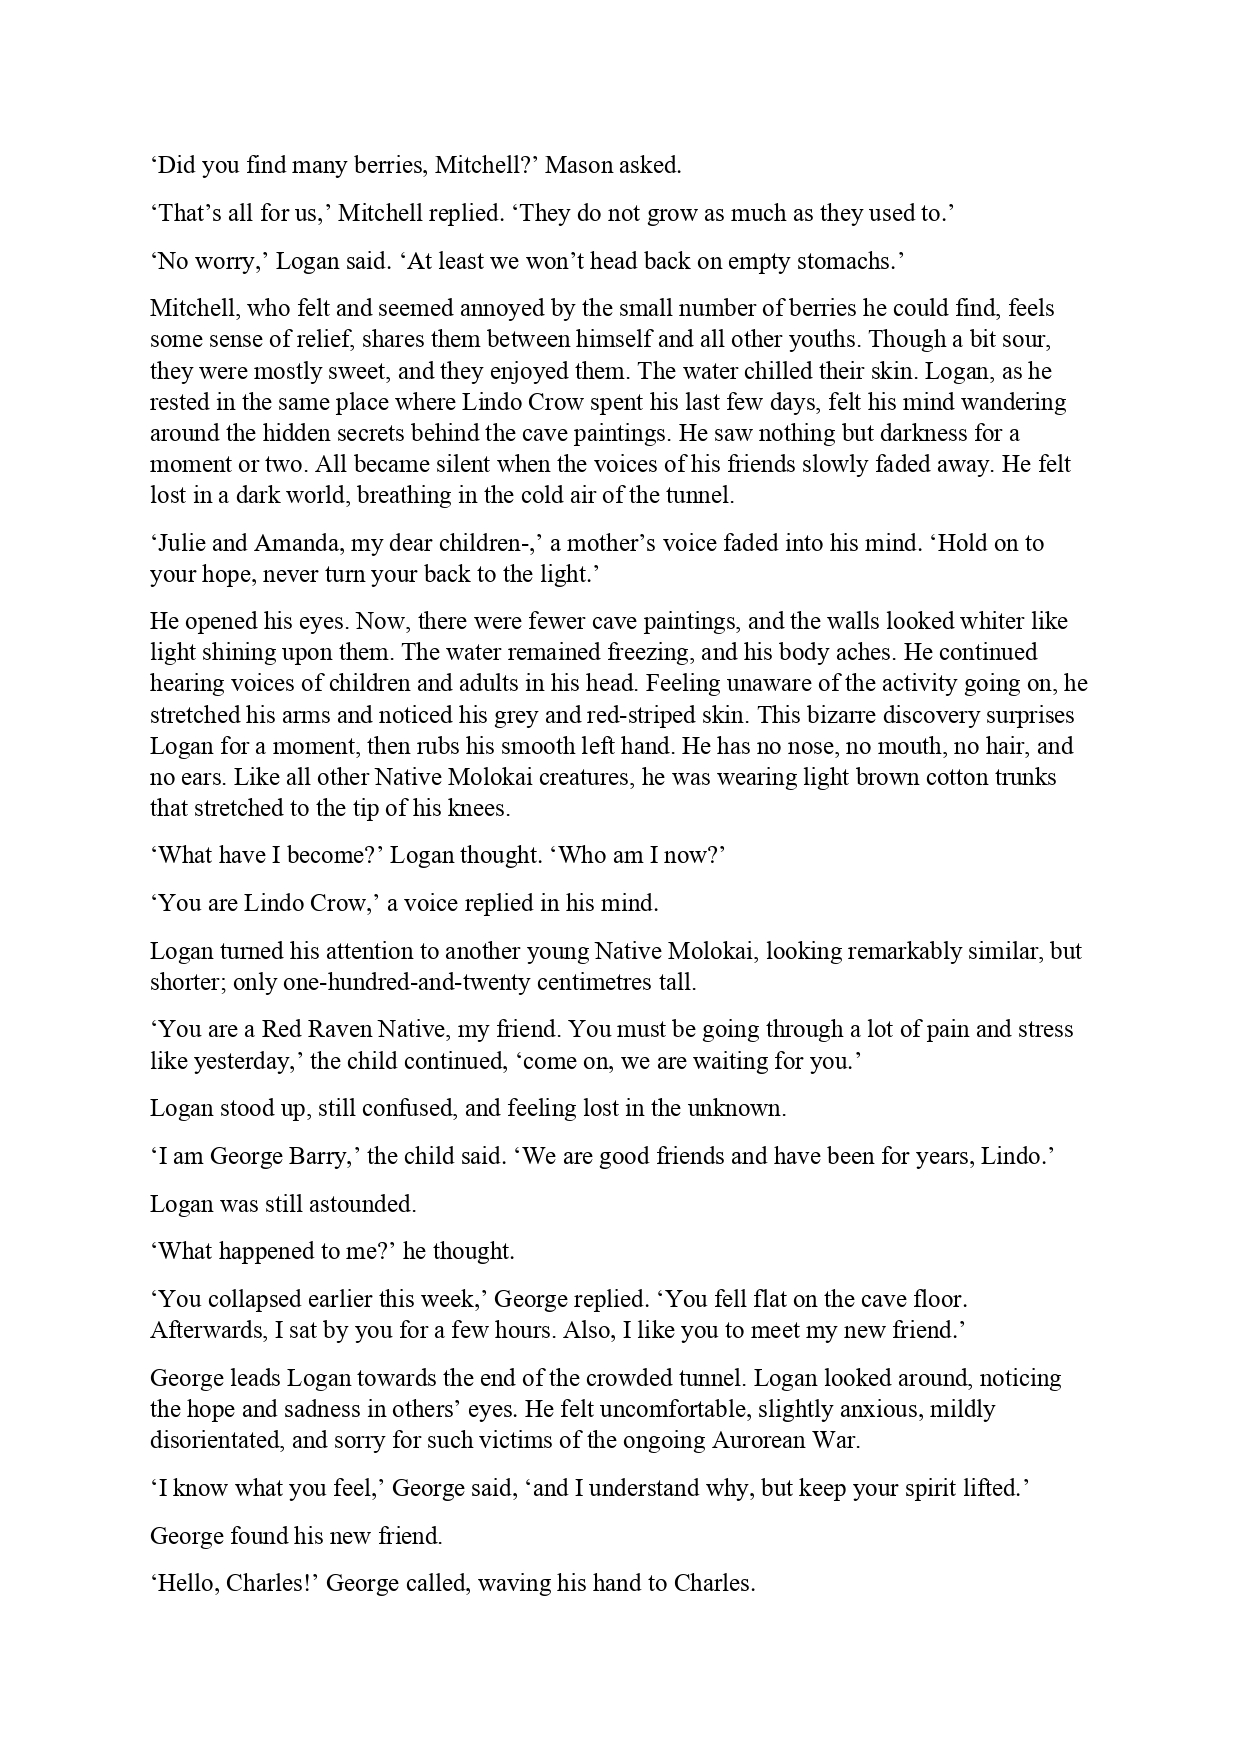 ‘Did you find many berries, Mitchell?’ Mason asked.
‘That’s all for us,’ Mitchell replied. ‘They do not grow as much as they used to.’
‘No worry,’ Logan said. ‘At least we won’t head back on empty stomachs.’
Mitchell, who felt and seemed annoyed by the small number of berries he could find, feels
some sense of relief, shares them between himself and all other youths. Though a bit sour,
they were mostly sweet, and they enjoyed them. The water chilled their skin. Logan, as he
rested in the same place where Lindo Crow spent his last few days, felt his mind wandering
around the hidden secrets behind the cave paintings. He saw nothing but darkness for a
moment or two. All became silent when the voices of his friends slowly faded away. He felt
lost in a dark world, breathing in the cold air of the tunnel.
‘Julie and Amanda, my dear children-,’ a mother’s voice faded into his mind. ‘Hold on to
your hope, never turn your back to the light.’
He opened his eyes. Now, there were fewer cave paintings, and the walls looked whiter like
light shining upon them. The water remained freezing, and his body aches. He continued
hearing voices of children and adults in his head. Feeling unaware of the activity going on, he
stretched his arms and noticed his grey and red-striped skin. This bizarre discovery surprises
Logan for a moment, then rubs his smooth left hand. He has no nose, no mouth, no hair, and
no ears. Like all other Native Molokai creatures, he was wearing light brown cotton trunks
that stretched to the tip of his knees.
‘What have I become?’ Logan thought. ‘Who am I now?’
‘You are Lindo Crow,’ a voice replied in his mind.
Logan turned his attention to another young Native Molokai, looking remarkably similar, but
shorter; only one-hundred-and-twenty centimetres tall.
‘You are a Red Raven Native, my friend. You must be going through a lot of pain and stress
like yesterday,’ the child continued, ‘come on, we are waiting for you.’
Logan stood up, still confused, and feeling lost in the unknown.
‘I am George Barry,’ the child said. ‘We are good friends and have been for years, Lindo.’
Logan was still astounded.
‘What happened to me?’ he thought.
‘You collapsed earlier this week,’ George replied. ‘You fell flat on the cave floor.
Afterwards, I sat by you for a few hours. Also, I like you to meet my new friend.’
George leads Logan towards the end of the crowded tunnel. Logan looked around, noticing
the hope and sadness in others’ eyes. He felt uncomfortable, slightly anxious, mildly
disorientated, and sorry for such victims of the ongoing Aurorean War.
‘I know what you feel,’ George said, ‘and I understand why, but keep your spirit lifted.’
George found his new friend.
‘Hello, Charles!’ George called, waving his hand to Charles.